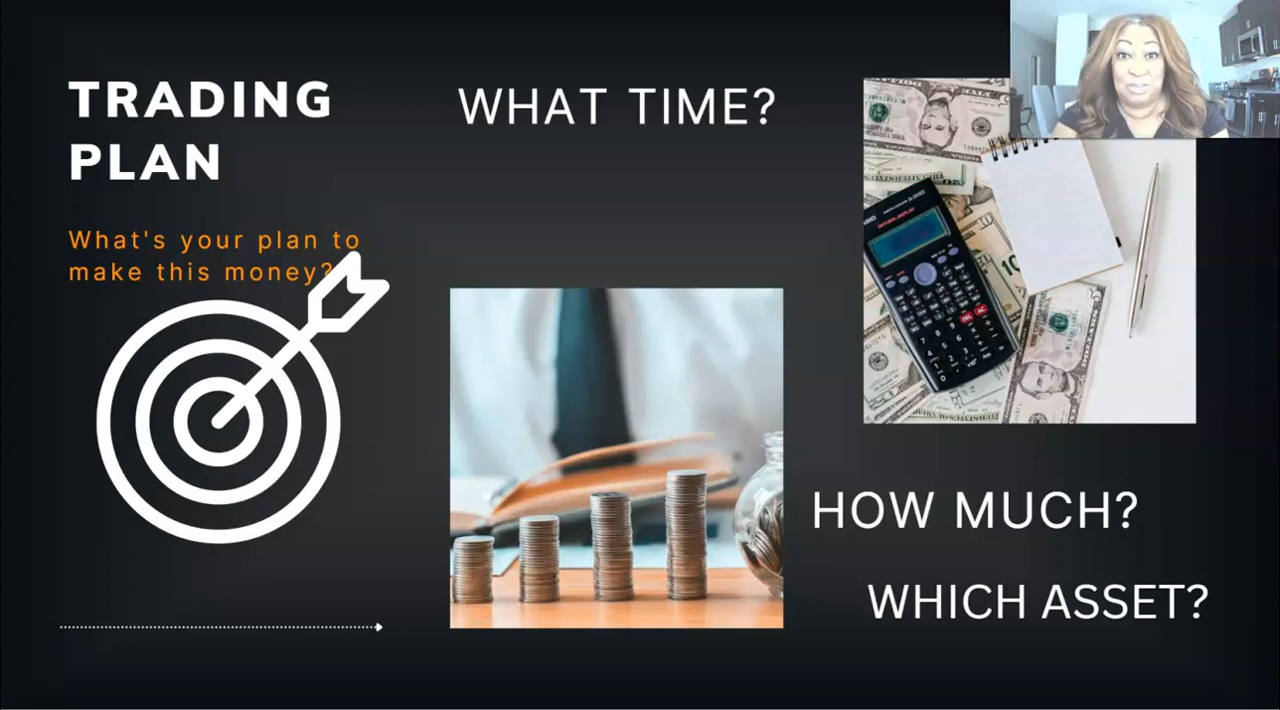 TRADING
PLAN
What's your plan to
make this money?
WHAT TIME?
HOW MUCH?
WHICH ASSET?